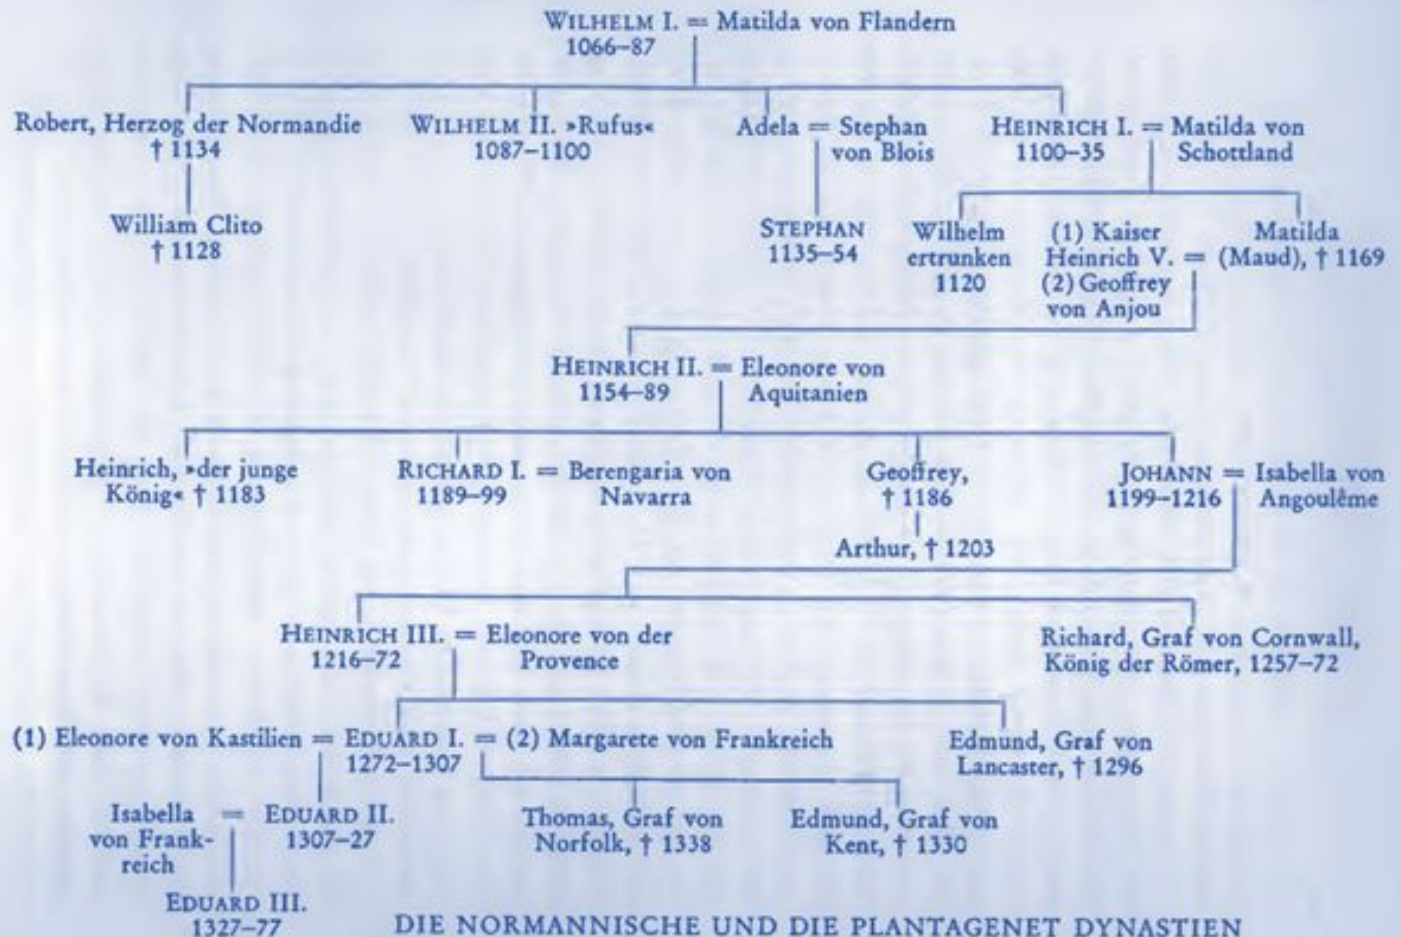 WILHELM I. = Matilda von Flandern
1066–87
Robert, Herzog der Normandie
† 1134
WILHELM II. »Rufus«
1087–1100
Adela = Stephan
von Blois
HEINRICH I. = Matilda von
1100–35 Schottland
William Clito
† 1128
STEPHAN
1135–54
Wilhelm
ertrunken
1120
(1) Kaiser
Heinrich V. =
(2) Geoffrey
von Anjou
Matilda
(Maud), † 1169
HEINRICH II. = Eleonore von
1154–89 Aquitanien
Heinrich, »der junge
König« † 1183
RICHARD I. = Berengaria von
1189–99 Navarra
Geoffrey,
† 1186
JOHANN = Isabella von
1199–1216 Angoulême
Arthur, † 1203
HEINRICH III. = Eleonore von der
1216–72 Provence
Richard, Graf von Cornwall,
König der Römer, 1257–72
(1) Eleonore von Kastilien = EDUARD I. = (2) Margarete von Frankreich
1272–1307
Edmund, Graf von
Lancaster, † 1296
Isabella = EDUARD II.
von Frank- 1307–27
reich
Thomas, Graf von
Norfolk, † 1338
Edmund, Graf von
Kent, † 1330
EDUARD III.
1327–77
DIE NORMANNISCHE UND DIE PLANTAGENET DYNASTIEN